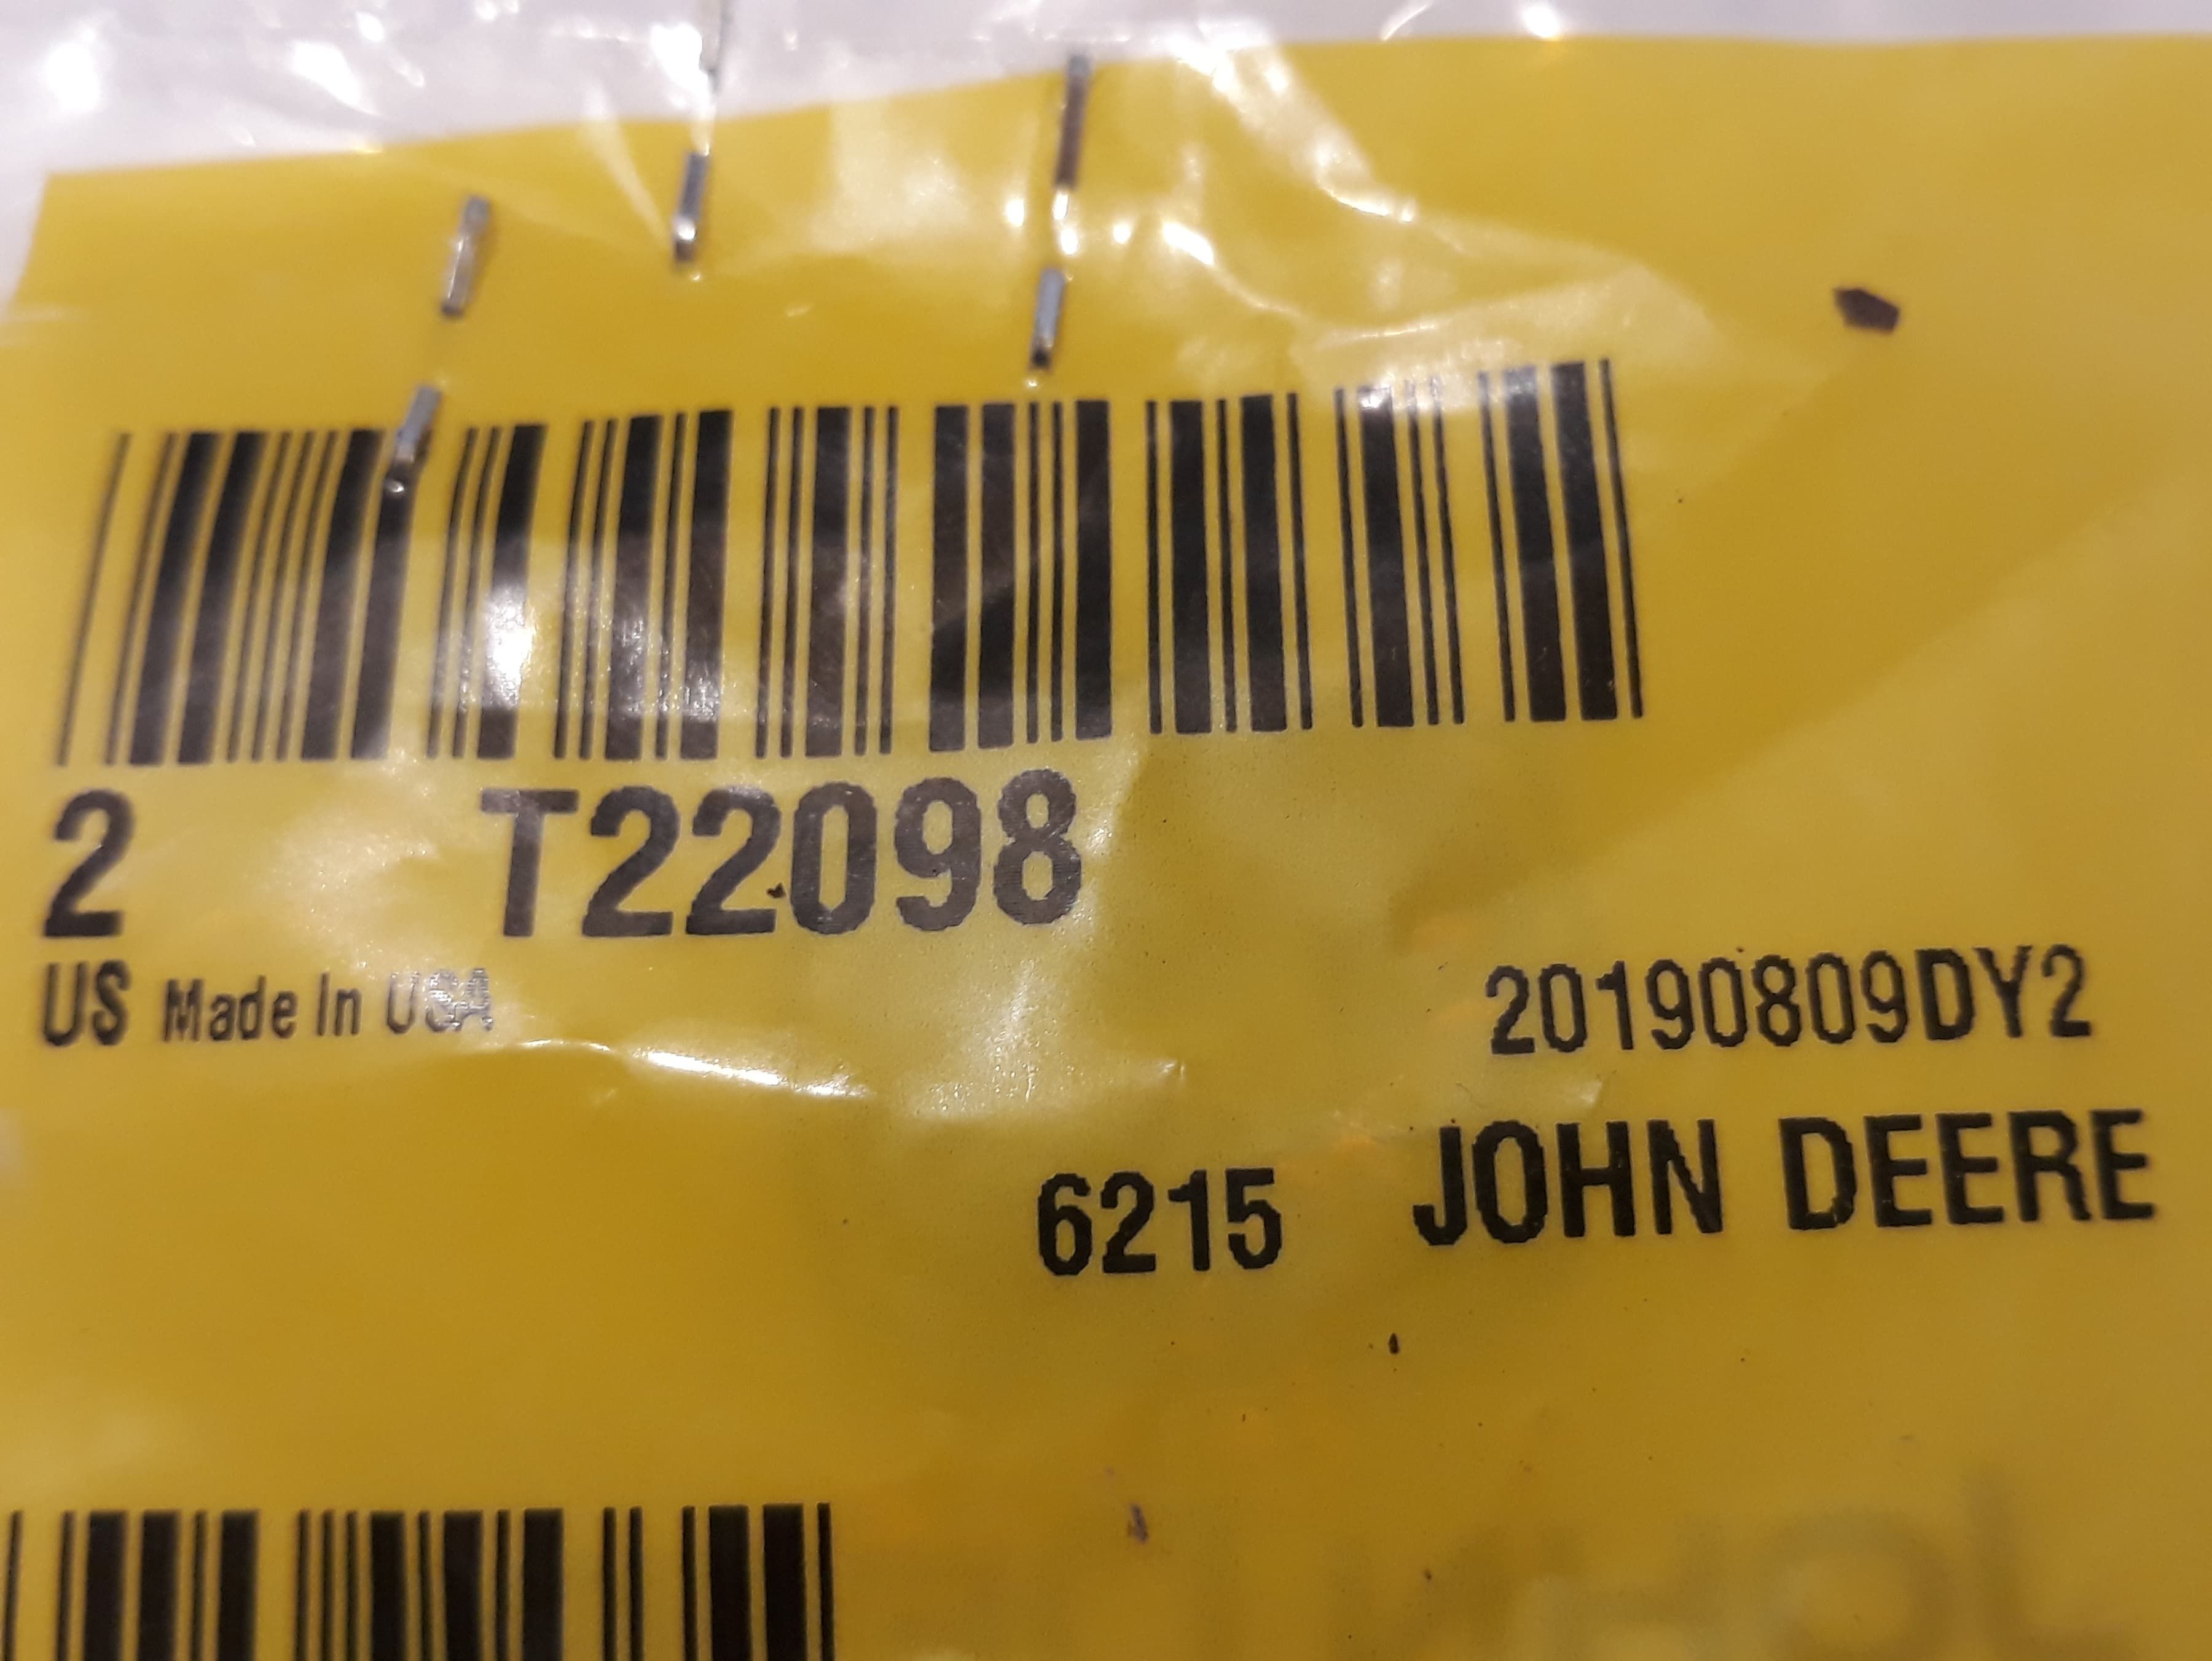 2 T22098
US Made In USA
20190809DY2
6215 JOHN DEERE